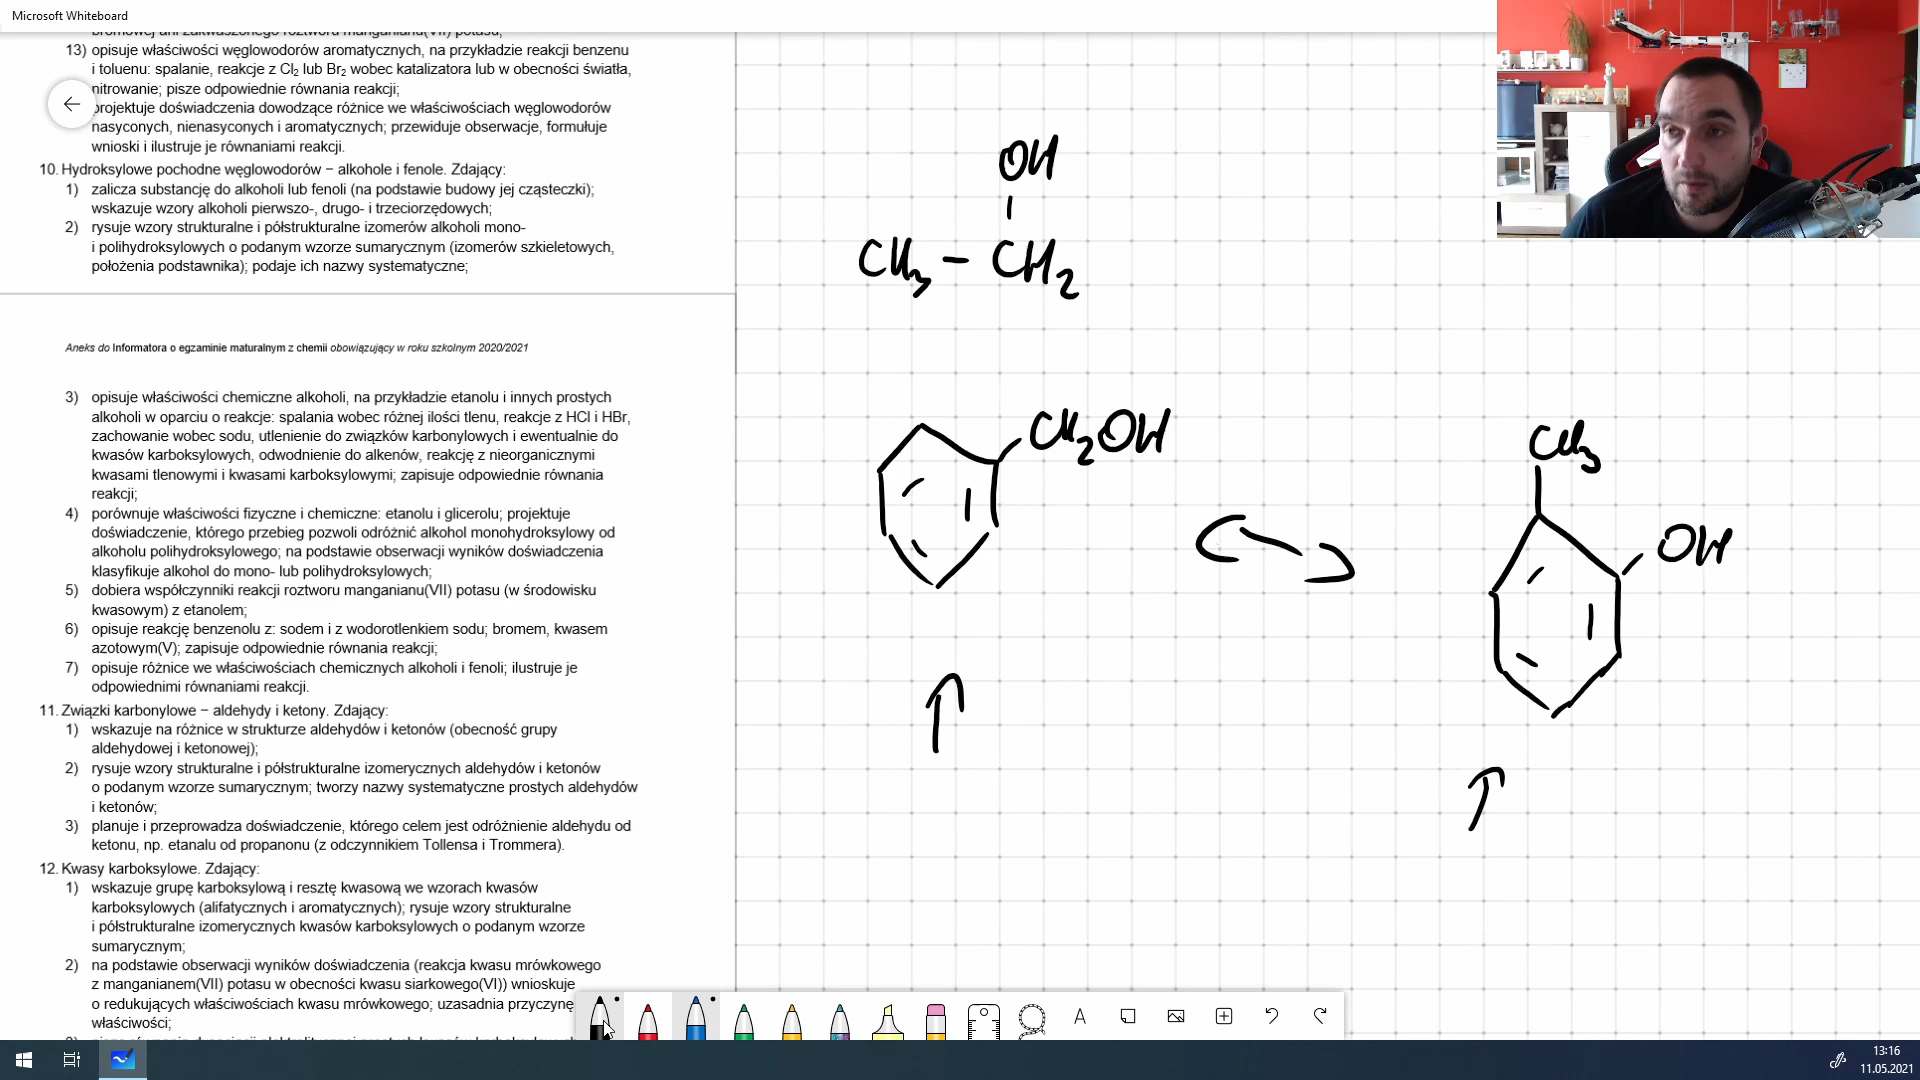 Microsoft Whiteboard
bromowej ani zakwaszonego roztworu manganianu(VII) potasu;
13) opisuje właściwości węglowodorów aromatycznych, na przykładzie reakcji benzenu
i toluenu: spalanie, reakcje z Cl₂ lub Br₂ wobec katalizatora lub w obecności światła,
nitrowanie; pisze odpowiednie równania reakcji;
projektuje doświadczenia dowodzące różnice we właściwościach węglowodorów
nasyconych, nienasyconych i aromatycznych; przewiduje obserwacje, formułuje
wnioski i ilustruje je równaniami reakcji.
10. Hydroksylowe pochodne węglowodorów − alkohole i fenole. Zdający:
1) zalicza substancję do alkoholi lub fenoli (na podstawie budowy jej cząsteczki);
wskazuje wzory alkoholi pierwszo-, drugo- i trzeciorzędowych;
2) rysuje wzory strukturalne i półstrukturalne izomerów alkoholi mono-
i polihydroksylowych o podanym wzorze sumarycznym (izomerów szkieletowych,
położenia podstawnika); podaje ich nazwy systematyczne;
Aneks do Informatora o egzaminie maturalnym z chemii obowiązujący w roku szkolnym 2020/2021
3) opisuje właściwości chemiczne alkoholi, na przykładzie etanolu i innych prostych
alkoholi w oparciu o reakcje: spalania wobec różnej ilości tlenu, reakcje z HCl i HBr,
zachowanie wobec sodu, utlenienie do związków karbonylowych i ewentualnie do
kwasów karboksylowych, odwodnienie do alkenów, reakcję z nieorganicznymi
kwasami tlenowymi i kwasami karboksylowymi; zapisuje odpowiednie równania
reakcji;
4) porównuje właściwości fizyczne i chemiczne: etanolu i glicerolu; projektuje
doświadczenie, którego przebieg pozwoli odróżnić alkohol monohydroksylowy od
alkoholu polihydroksylowego; na podstawie obserwacji wyników doświadczenia
klasyfikuje alkohol do mono- lub polihydroksylowych;
5) dobiera współczynniki reakcji roztworu manganianu(VII) potasu (w środowisku
kwasowym) z etanolem;
6) opisuje reakcję benzenolu z: sodem i z wodorotlenkiem sodu; bromem, kwasem
azotowym(V); zapisuje odpowiednie równania reakcji;
7) opisuje różnice we właściwościach chemicznych alkoholi i fenoli; ilustruje je
odpowiednimi równaniami reakcji.
11. Związki karbonylowe − aldehydy i ketony. Zdający:
1) wskazuje na różnice w strukturze aldehydów i ketonów (obecność grupy
aldehydowej i ketonowej);
2) rysuje wzory strukturalne i półstrukturalne izomerycznych aldehydów i ketonów
o podanym wzorze sumarycznym; tworzy nazwy systematyczne prostych aldehydów
i ketonów;
3) planuje i przeprowadza doświadczenie, którego celem jest odróżnienie aldehydu od
ketonu, np. etanalu od propanonu (z odczynnikiem Tollensa i Trommera).
12. Kwasy karboksylowe. Zdający:
1) wskazuje grupę karboksylową i resztę kwasową we wzorach kwasów
karboksylowych (alifatycznych i aromatycznych); rysuje wzory strukturalne
i półstrukturalne izomerycznych kwasów karboksylowych o podanym wzorze
sumarycznym;
2) na podstawie obserwacji wyników doświadczenia (reakcja kwasu mrówkowego
z manganianem(VII) potasu w obecności kwasu siarkowego(VI)) wnioskuje
o redukujących właściwościach kwasu mrówkowego; uzasadnia przyczynę
właściwości;
OH
CH₃ – CH₂
CH₂OH
CH₃
OH
A
13:16
11.05.2021